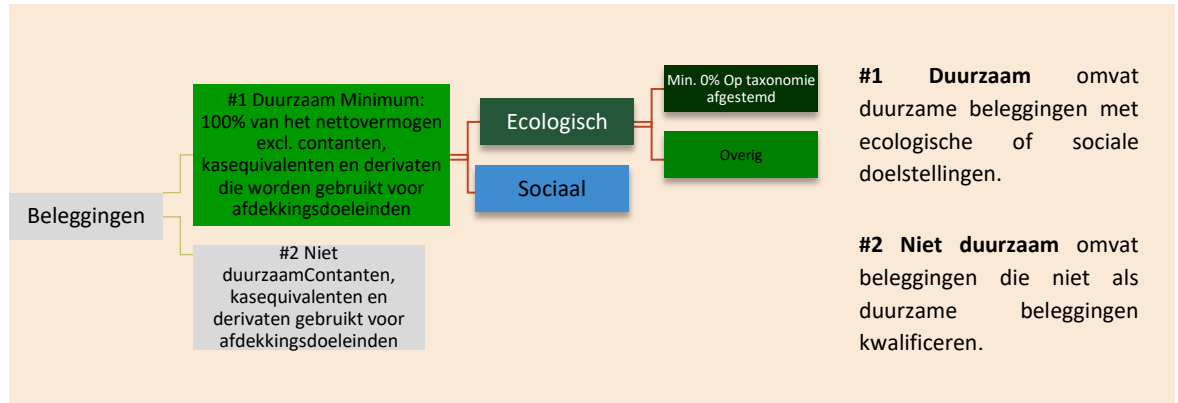 Beleggingen
#1 Duurzaam Minimum:
100% van het nettovermogen
excl. contanten,
kasequivalenten en derivaten
die worden gebruikt voor
afdekkingsdoeleinden
#2 Niet
duurzaamContanten,
kasequivalenten en
derivaten gebruikt voor
afdekkingsdoeleinden
Ecologisch
Sociaal
Min. 0% Op taxonomie
afgestemd
Overig
#1 Duurzaam omvat
duurzame beleggingen met
ecologische of sociale
doelstellingen.
#2 Niet duurzaam omvat
beleggingen die niet als
duurzame beleggingen
kwalificeren.